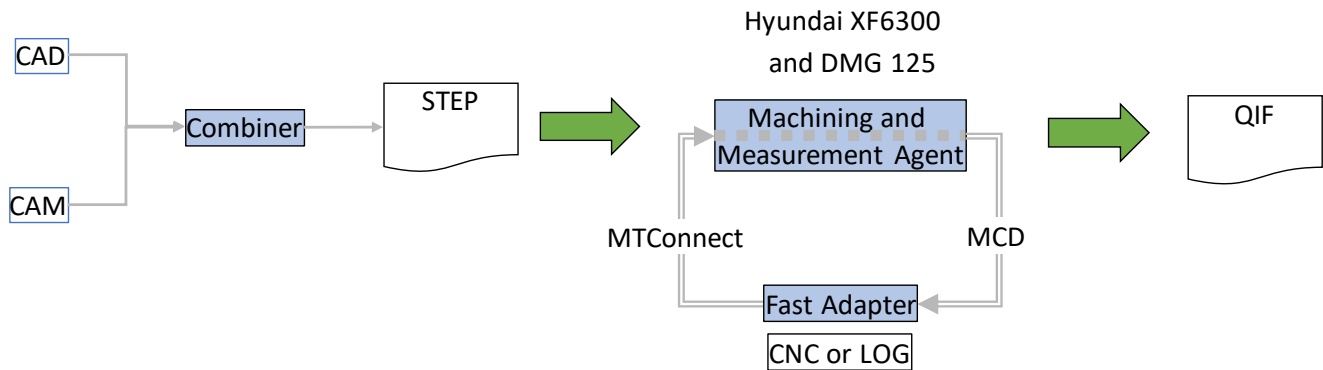 Hyundai XF6300
and DMG 125
CAD
CAM
Combiner
STEP
Machining and
Measurement Agent
QIF
MTConnect
MCD
Fast Adapter
CNC or LOG